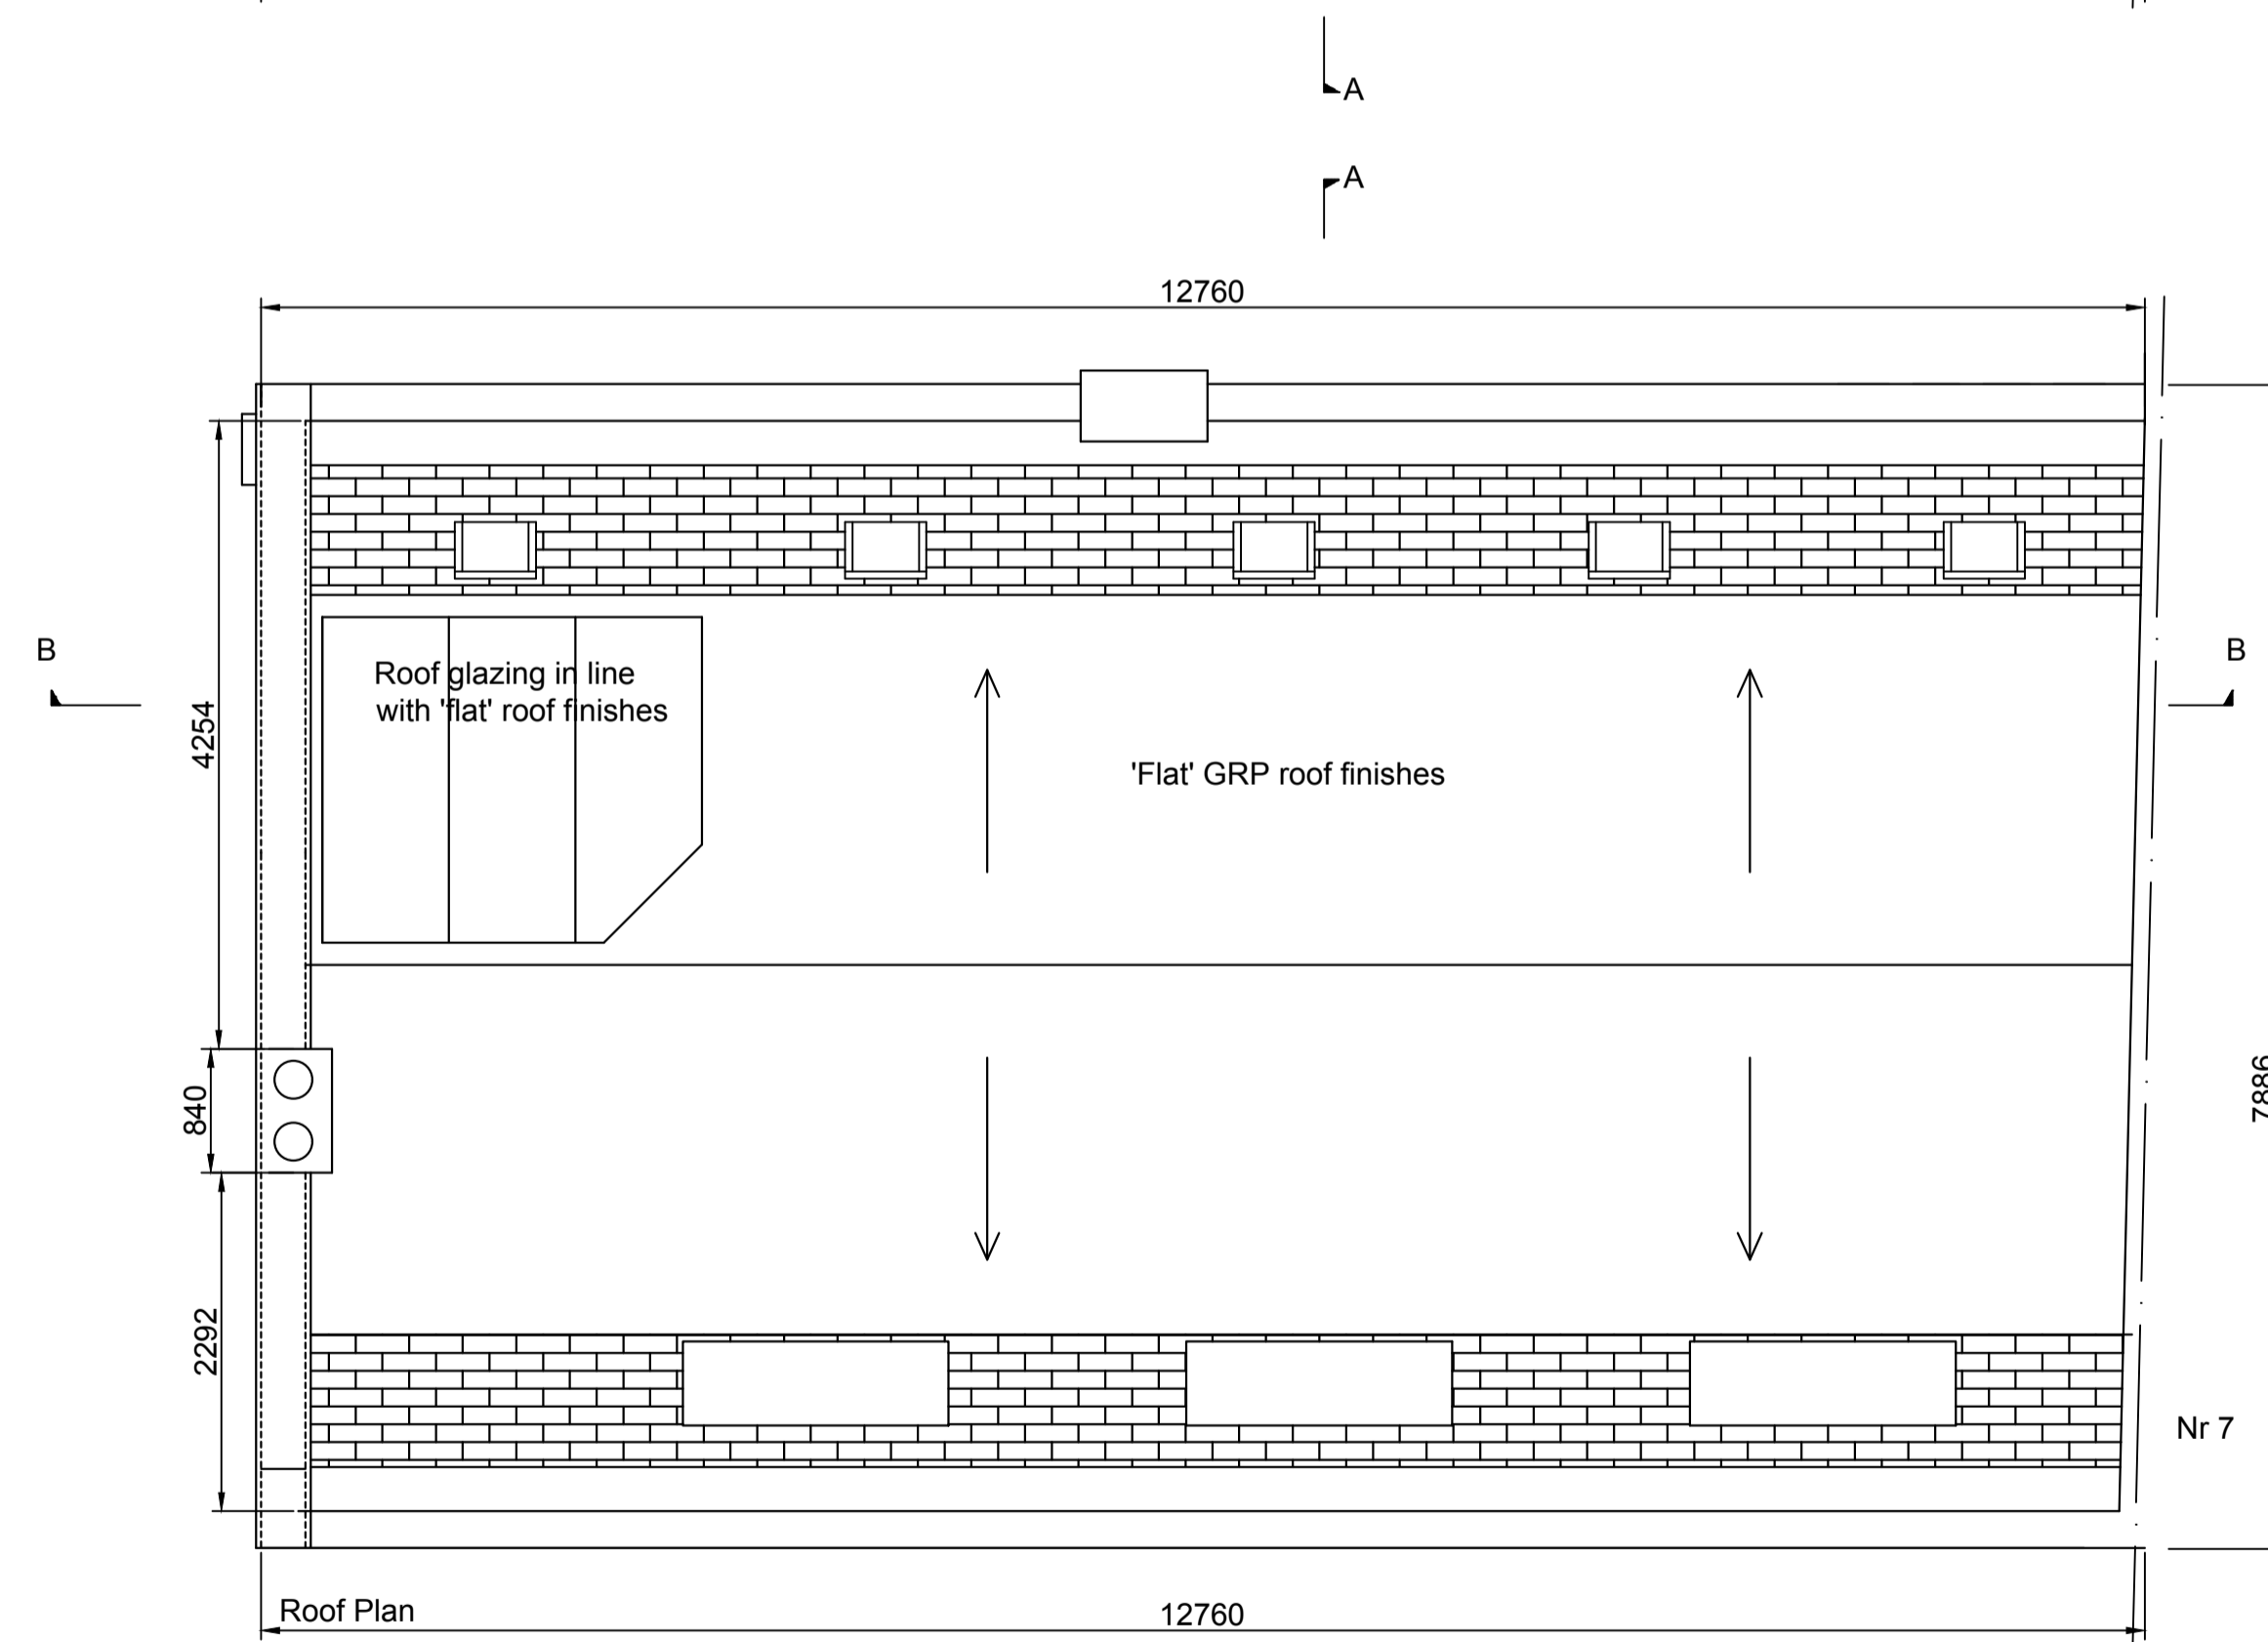 A
A
12760
B
B
Roof glazing in line
with 'flat' roof finishes
4254
'Flat' GRP roof finishes
840
7886
2292
Nr 7
Roof Plan
12760